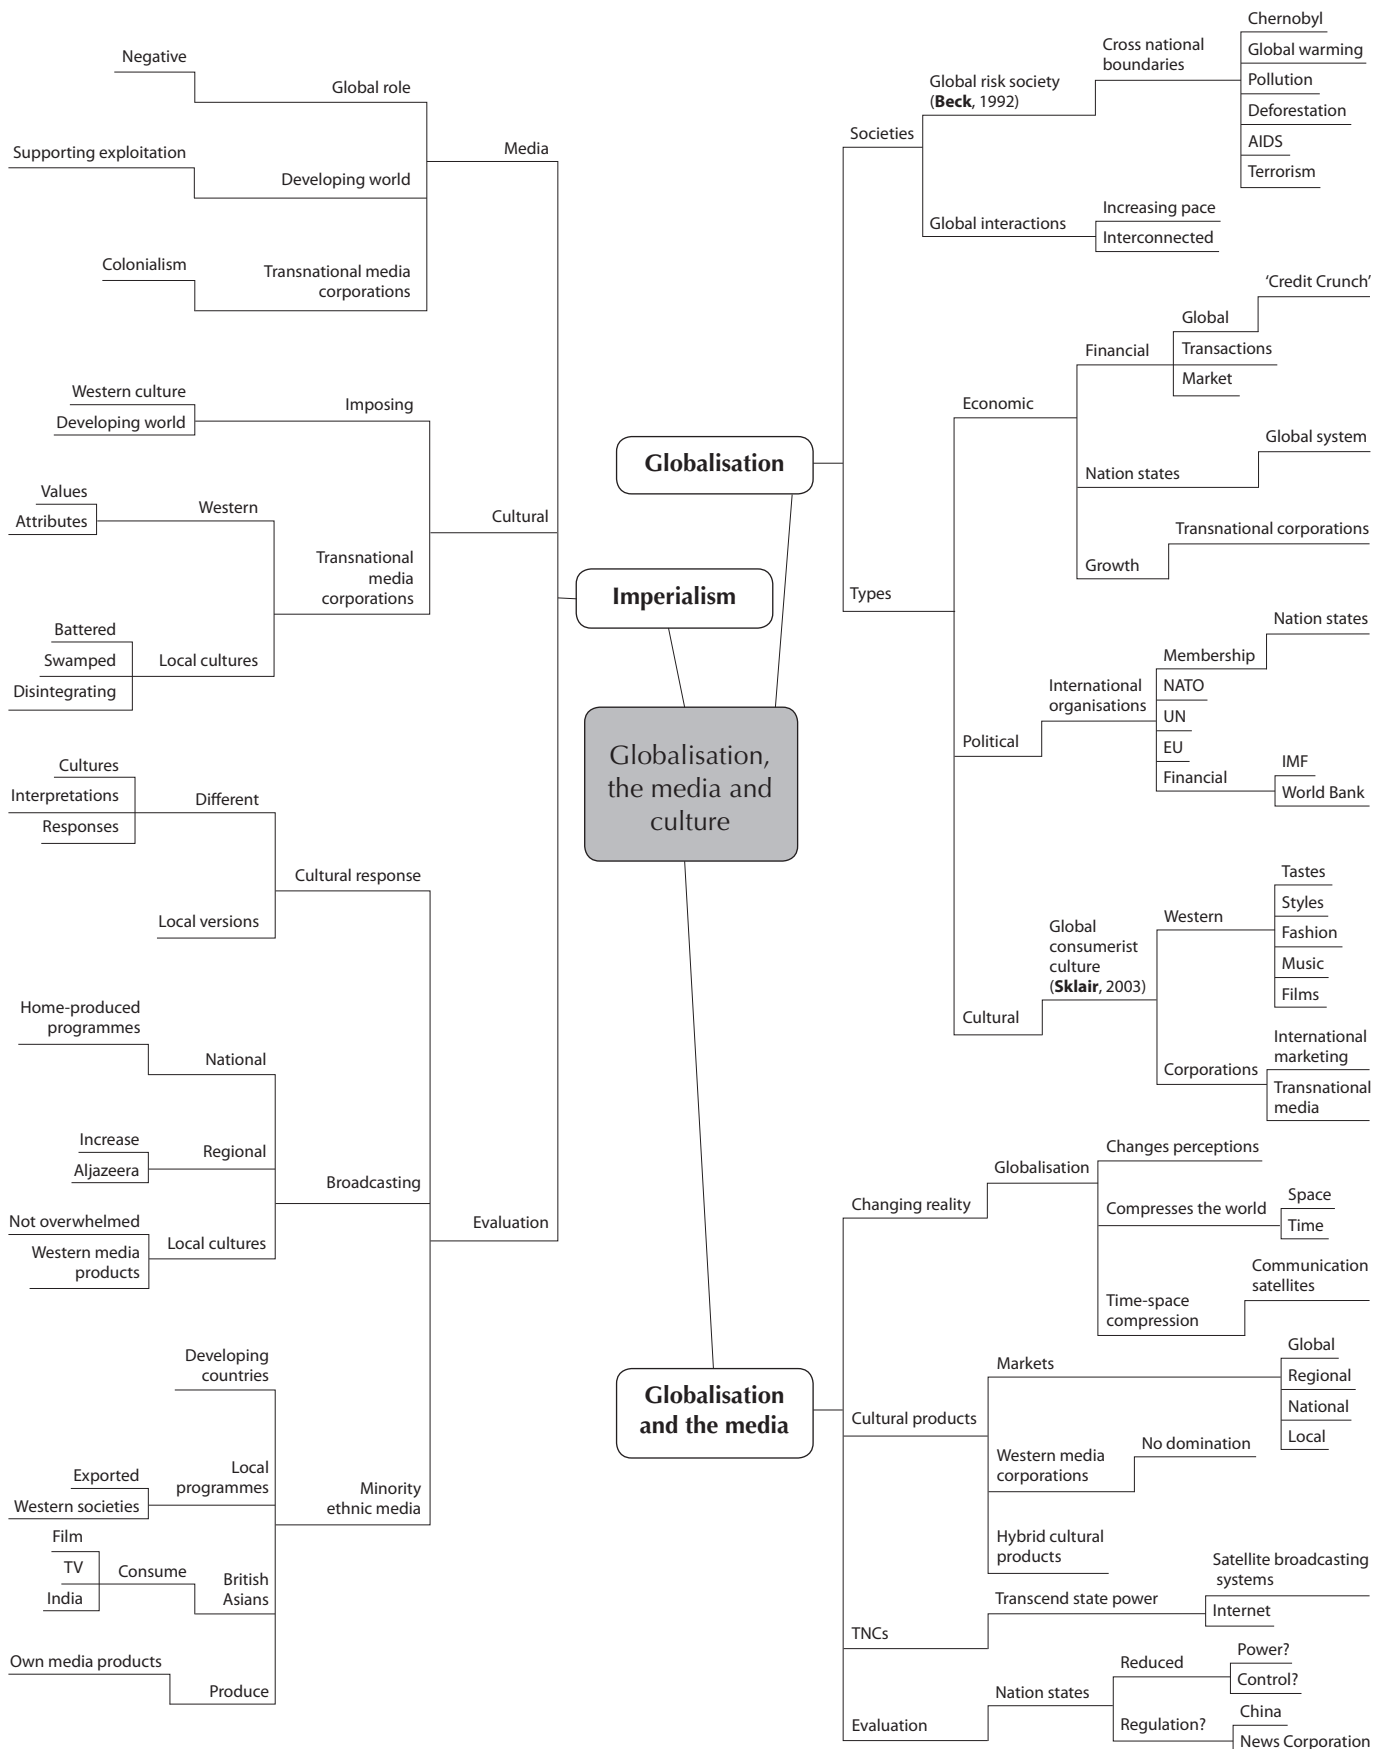 Globalisation,
the media and
culture
Imperialism
Media
Global role
Negative
Developing world
Supporting exploitation
Transnational media
corporations
Colonialism
Cultural
Imposing
Western culture
Developing world
Transnational
media
corporations
Western
Values
Attributes
Local cultures
Battered
Swamped
Disintegrating
Evaluation
Cultural response
Different
Cultures
Interpretations
Responses
Local versions
Broadcasting
National
Home-produced
programmes
Regional
Increase
Aljazeera
Local cultures
Not overwhelmed
Western media
products
Minority
ethnic media
Developing
countries
Local
programmes
Exported
Western societies
British
Asians
Consume
Film
TV
India
Produce
Own media products
Globalisation
Societies
Global risk society
(Beck, 1992)
Cross national
boundaries
Chernobyl
Global warming
Pollution
Deforestation
AIDS
Terrorism
Global interactions
Increasing pace
Interconnected
Types
Economic
Financial
Global
'Credit Crunch'
Transactions
Market
Nation states
Global system
Growth
Transnational corporations
Political
International
organisations
Membership
Nation states
NATO
UN
EU
Financial
IMF
World Bank
Cultural
Global
consumerist
culture
(Sklair, 2003)
Western
Tastes
Styles
Fashion
Music
Films
Corporations
International
marketing
Transnational
media
Globalisation
and the media
Changing reality
Globalisation
Changes perceptions
Compresses the world
Space
Time
Time-space
compression
Communication
satellites
Cultural products
Markets
Global
Regional
National
Local
Western media
corporations
No domination
Hybrid cultural
products
TNCs
Transcend state power
Satellite broadcasting
systems
Internet
Evaluation
Nation states
Reduced
Power?
Control?
Regulation?
China
News Corporation